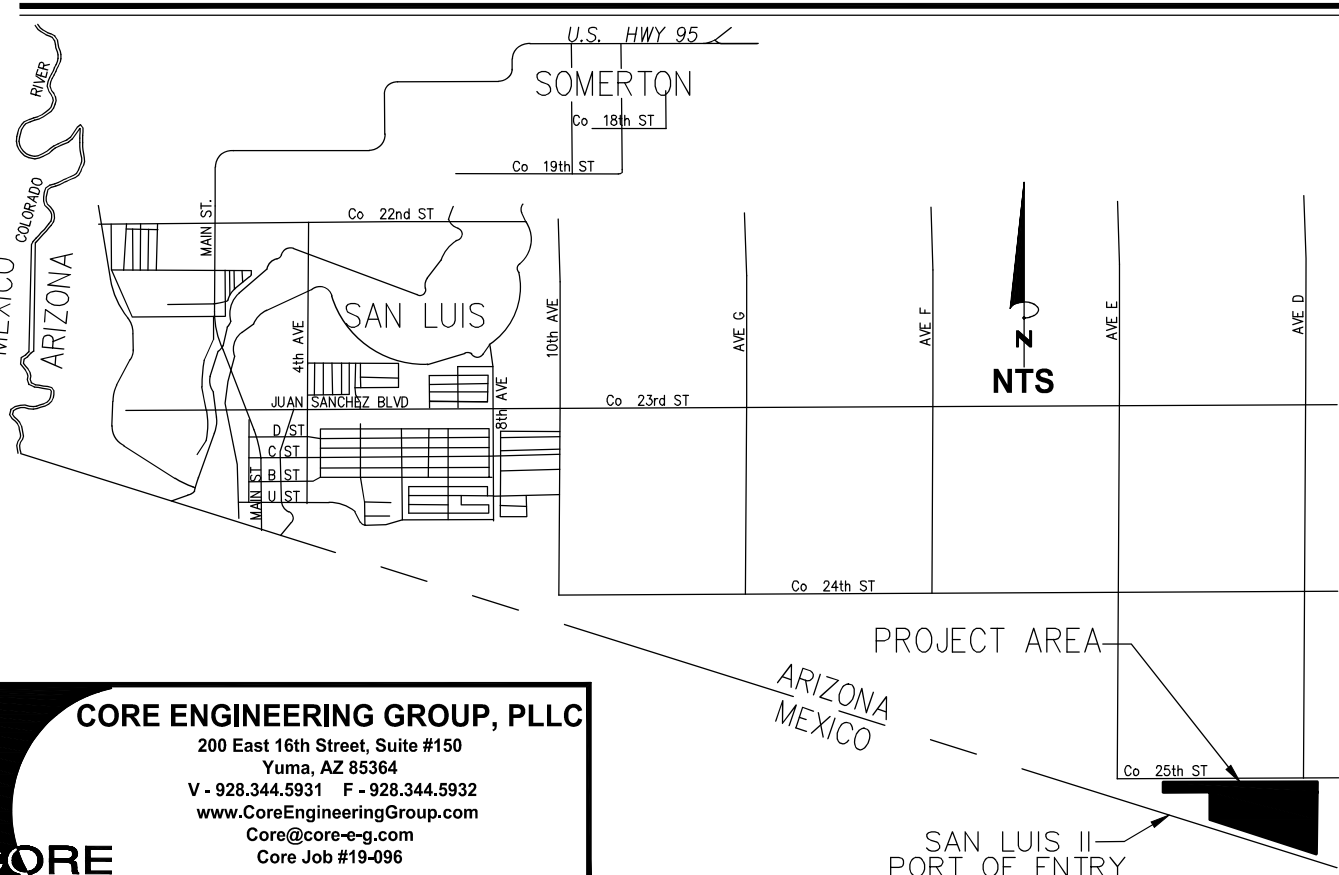 U.S. HWY 95
SOMERTON
Co 18th ST
Co 19th ST
RIVER
COLORADO
MEXICO
ARIZONA
MAIN ST.
Co 22nd ST
SAN LUIS
4th AVE
10th AVE
AVE G
AVE F
AVE E
AVE D
N
NTS
JUAN SANCHEZ BLVD
8th AVE
Co 23rd ST
D ST
C ST
B ST
U ST
MAIN ST
Co 24th ST
PROJECT AREA
ARIZONA
MEXICO
Co 25th ST
SAN LUIS II
PORT OF ENTRY
CORE ENGINEERING GROUP, PLLC
200 East 16th Street, Suite #150
Yuma, AZ 85364
V - 928.344.5931 F - 928.344.5932
www.CoreEngineeringGroup.com
Core@core-e-g.com
Core Job #19-096
CORE